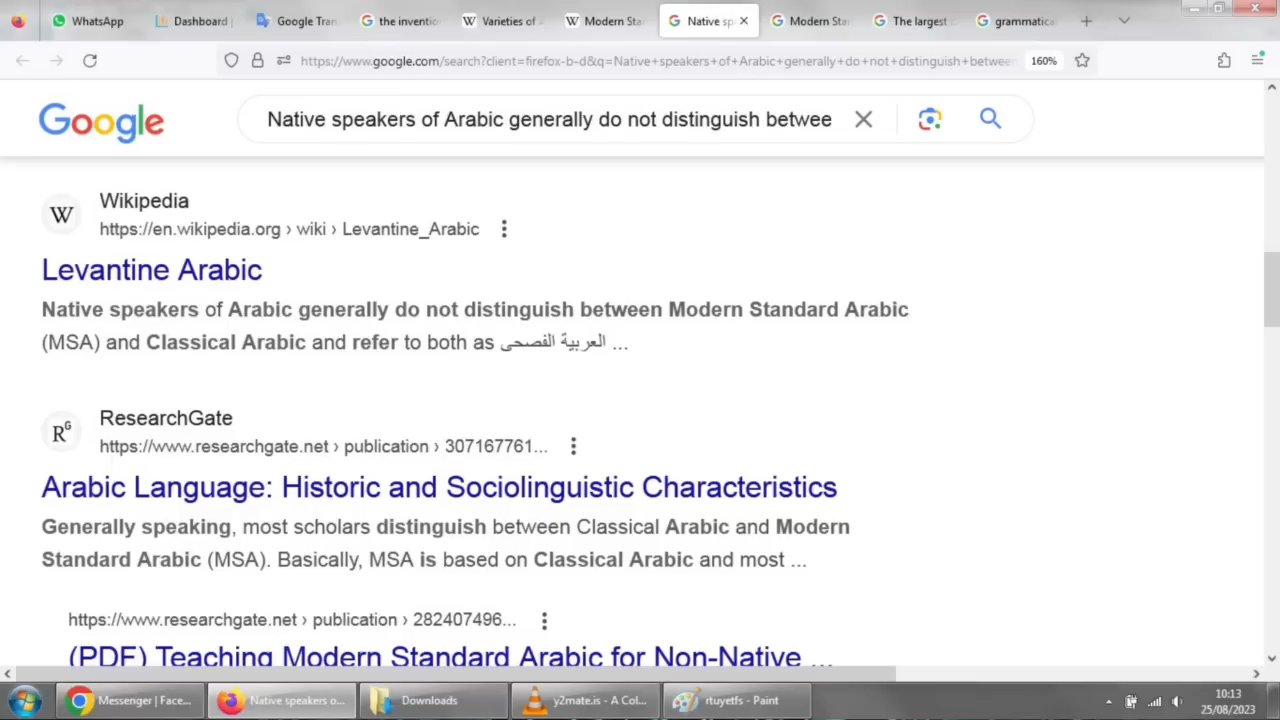 WhatsApp
Dashboard
Google Tran
the inventio
Varieties of
Modern Sta
Native sp
Modern Sta
The largest
grammatical
https://www.google.com/search?client=firefox-b-d&q=Native+speakers+of+Arabic+generally+do+not+distinguish+betwee
160%
Google
Native speakers of Arabic generally do not distinguish betwee
W
Wikipedia
https://en.wikipedia.org › wiki › Levantine_Arabic
Levantine Arabic
Native speakers of Arabic generally do not distinguish between Modern Standard Arabic
(MSA) and Classical Arabic and refer to both as العربية الفصحى ...
RG
ResearchGate
https://www.researchgate.net › publication › 307167761...
Arabic Language: Historic and Sociolinguistic Characteristics
Generally speaking, most scholars distinguish between Classical Arabic and Modern
Standard Arabic (MSA). Basically, MSA is based on Classical Arabic and most ...
https://www.researchgate.net › publication › 282407496...
(PDF) Teaching Modern Standard Arabic for Non-Native ...
Messenger | Face...
Native speakers o...
Downloads
y2mate.is - A Col...
rtuyetfs - Paint
10:13
25/08/2023